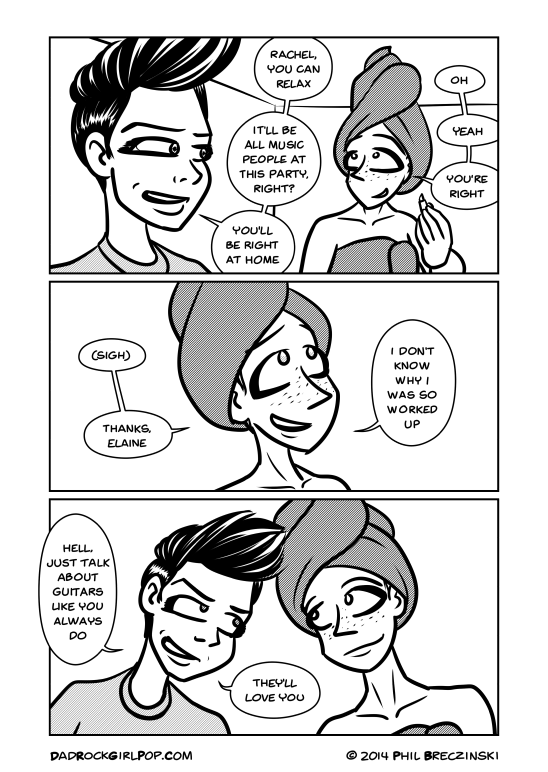 RACHEL,
YOU CAN
RELAX
IT'LL BE
ALL MUSIC
PEOPLE AT
THIS PARTY,
RIGHT?
YOU'LL
BE RIGHT
AT HOME
OH
YEAH
YOU'RE
RIGHT
(SIGH)
THANKS,
ELAINE
I DON'T
KNOW
WHY I
WAS SO
WORKED
UP
HELL,
JUST TALK
ABOUT
GUITARS
LIKE YOU
ALWAYS
DO
THEY'LL
LOVE YOU
DADROCKGIRLPOP.COM
© 2014 PHIL BRECZINSKI